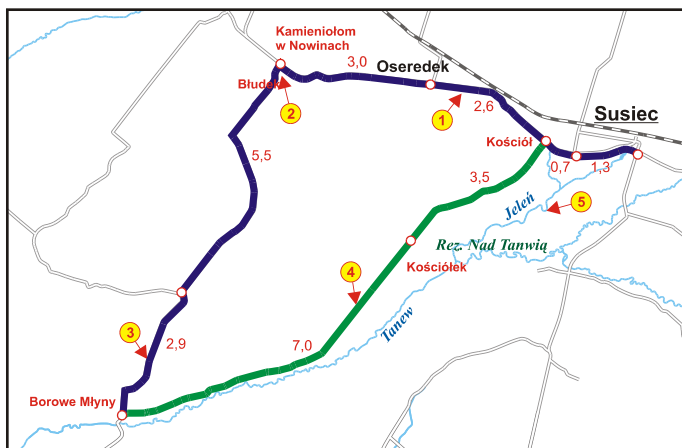 Kamieniołom
w Nowinach
3,0
Oseredek
Błudek
2
1
2,6
Susiec
Kościół
0,7
1,3
5,5
3,5
Jeleń
5
Rez. Nad Tanwią
Kościółek
4
Tanew
3
2,9
7,0
Borowe Młyny